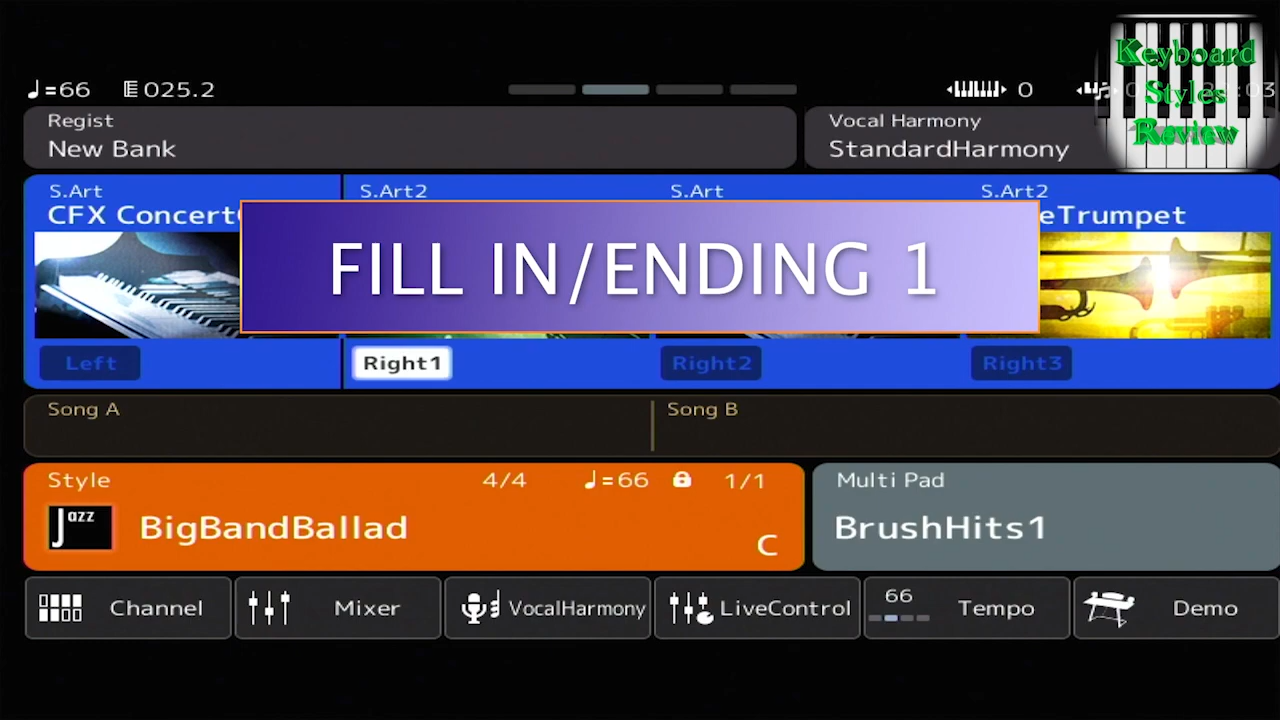 ♩=66 025.2
0
Keyboard
Styles
Review
Regist
New Bank
Vocal Harmony
StandardHarmony
S.Art
CFX Concert
S.Art2
S.Art
S.Art2
eTrumpet
FILL IN/ENDING 1
Left
Right1
Right2
Right3
Song A
Song B
Style 4/4 ♩=66 1/1
Jazz
BigBandBallad
C
Multi Pad
BrushHits1
Channel
Mixer
VocalHarmony
LiveControl
66
Tempo
Demo